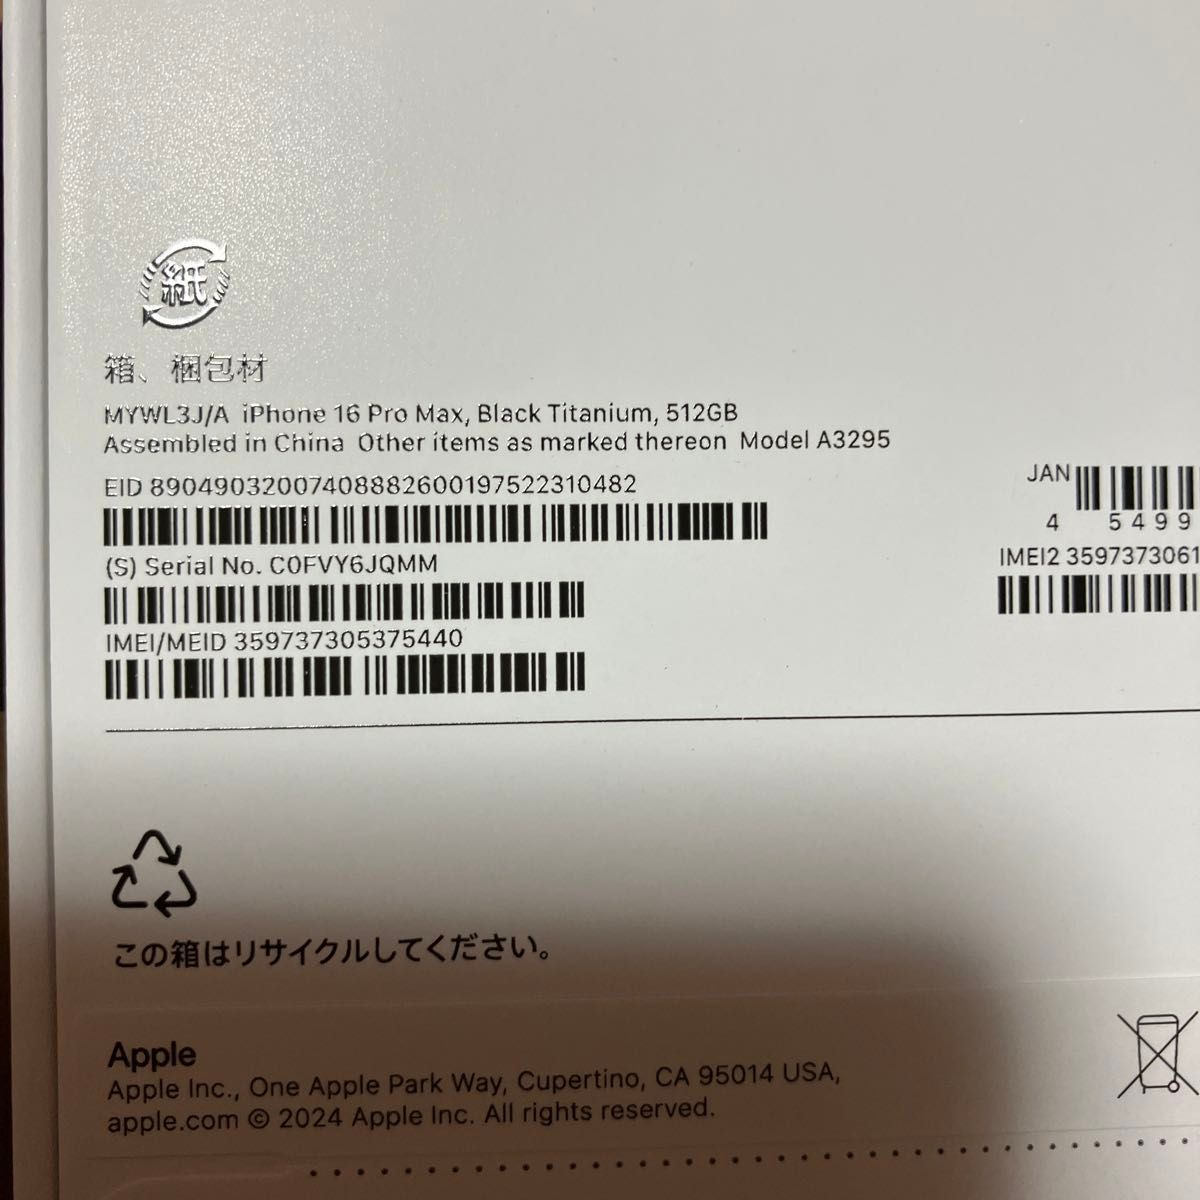 紙
箱、梱包材
MYWL3J/A iPhone 16 Pro Max, Black Titanium, 512GB
Assembled in China Other items as marked thereon Model A3295
EID 89049032007408882600197522310482
(S) Serial No. C0FVY6JQMM
IMEI/MEID 359737305375440
JAN
4 5499
IMEI2 3597373061
この箱はリサイクルしてください。
Apple
Apple Inc., One Apple Park Way, Cupertino, CA 95014 USA,
apple.com © 2024 Apple Inc. All rights reserved.